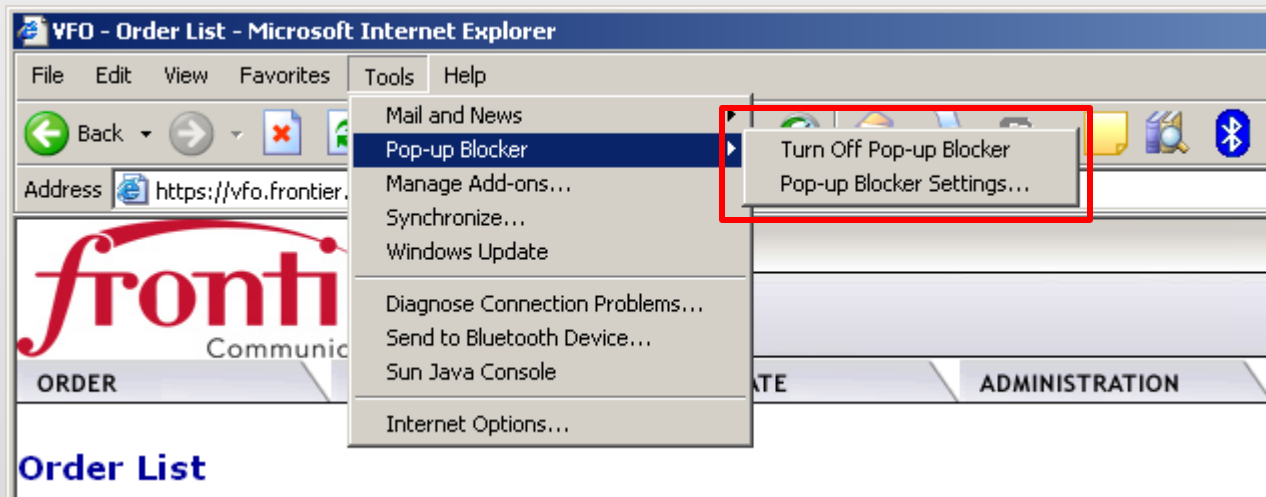 VFO - Order List - Microsoft Internet Explorer
File Edit View Favorites Tools Help
Back
Mail and News
Pop-up Blocker
Turn Off Pop-up Blocker
Manage Add-ons...
Pop-up Blocker Settings...
Address https://vfo.frontier.
Synchronize...
Windows Update
fronti
Communic
Diagnose Connection Problems...
Send to Bluetooth Device...
Sun Java Console
ORDER ATE ADMINISTRATION
Internet Options...
Order List